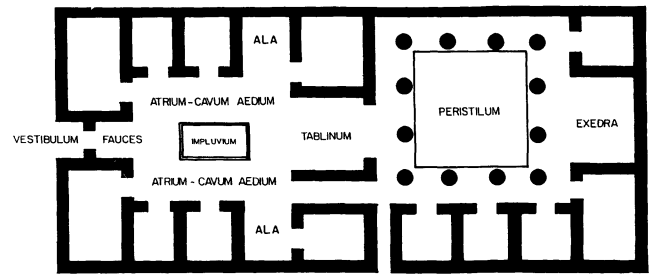 ALA
ATRIUM-CAVUM AEDIUM
PERISTILUM
EXEDRA
VESTIBULUM
FAUCES
IMPLUVIUM
TABLINUM
ATRIUM - CAVUM AEDIUM
ALA